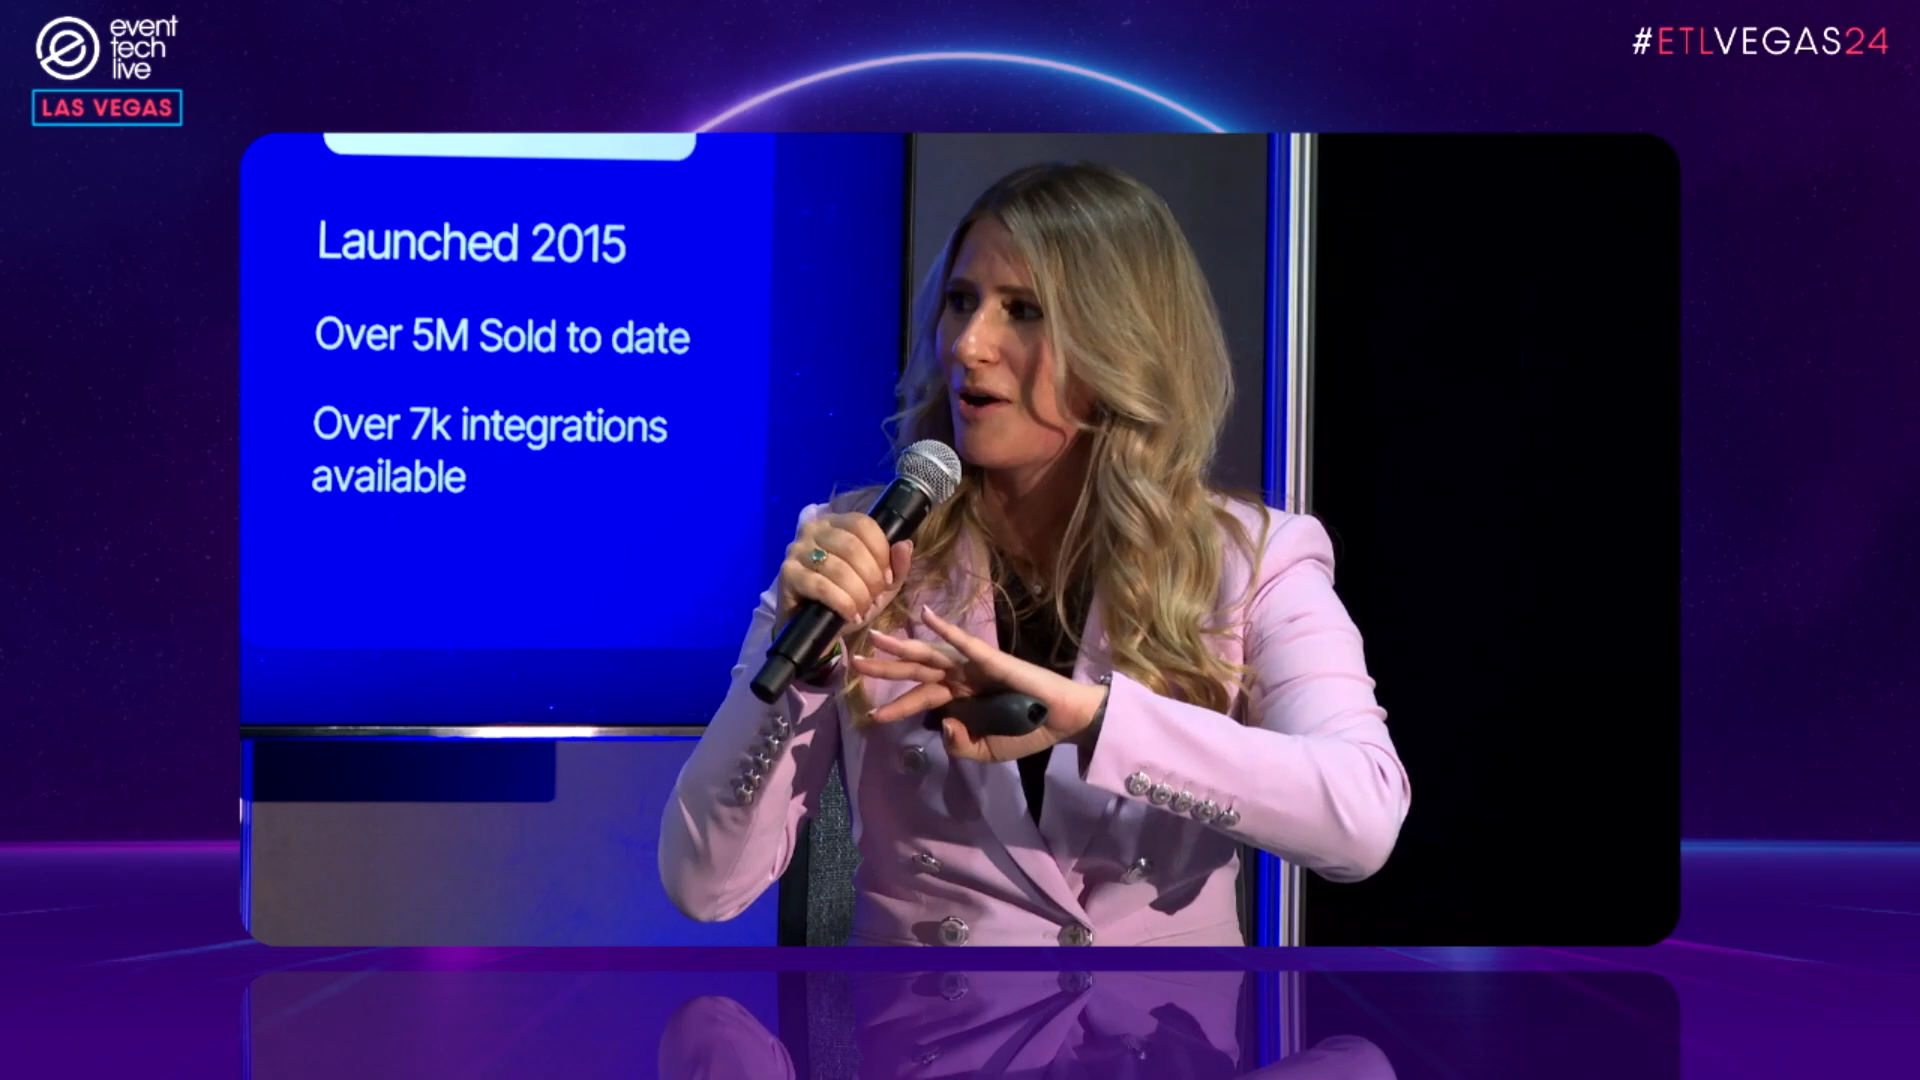 event
tech
live
LAS VEGAS
#ETLVEGAS24
Launched 2015
Over 5M Sold to date
Over 7k integrations
available